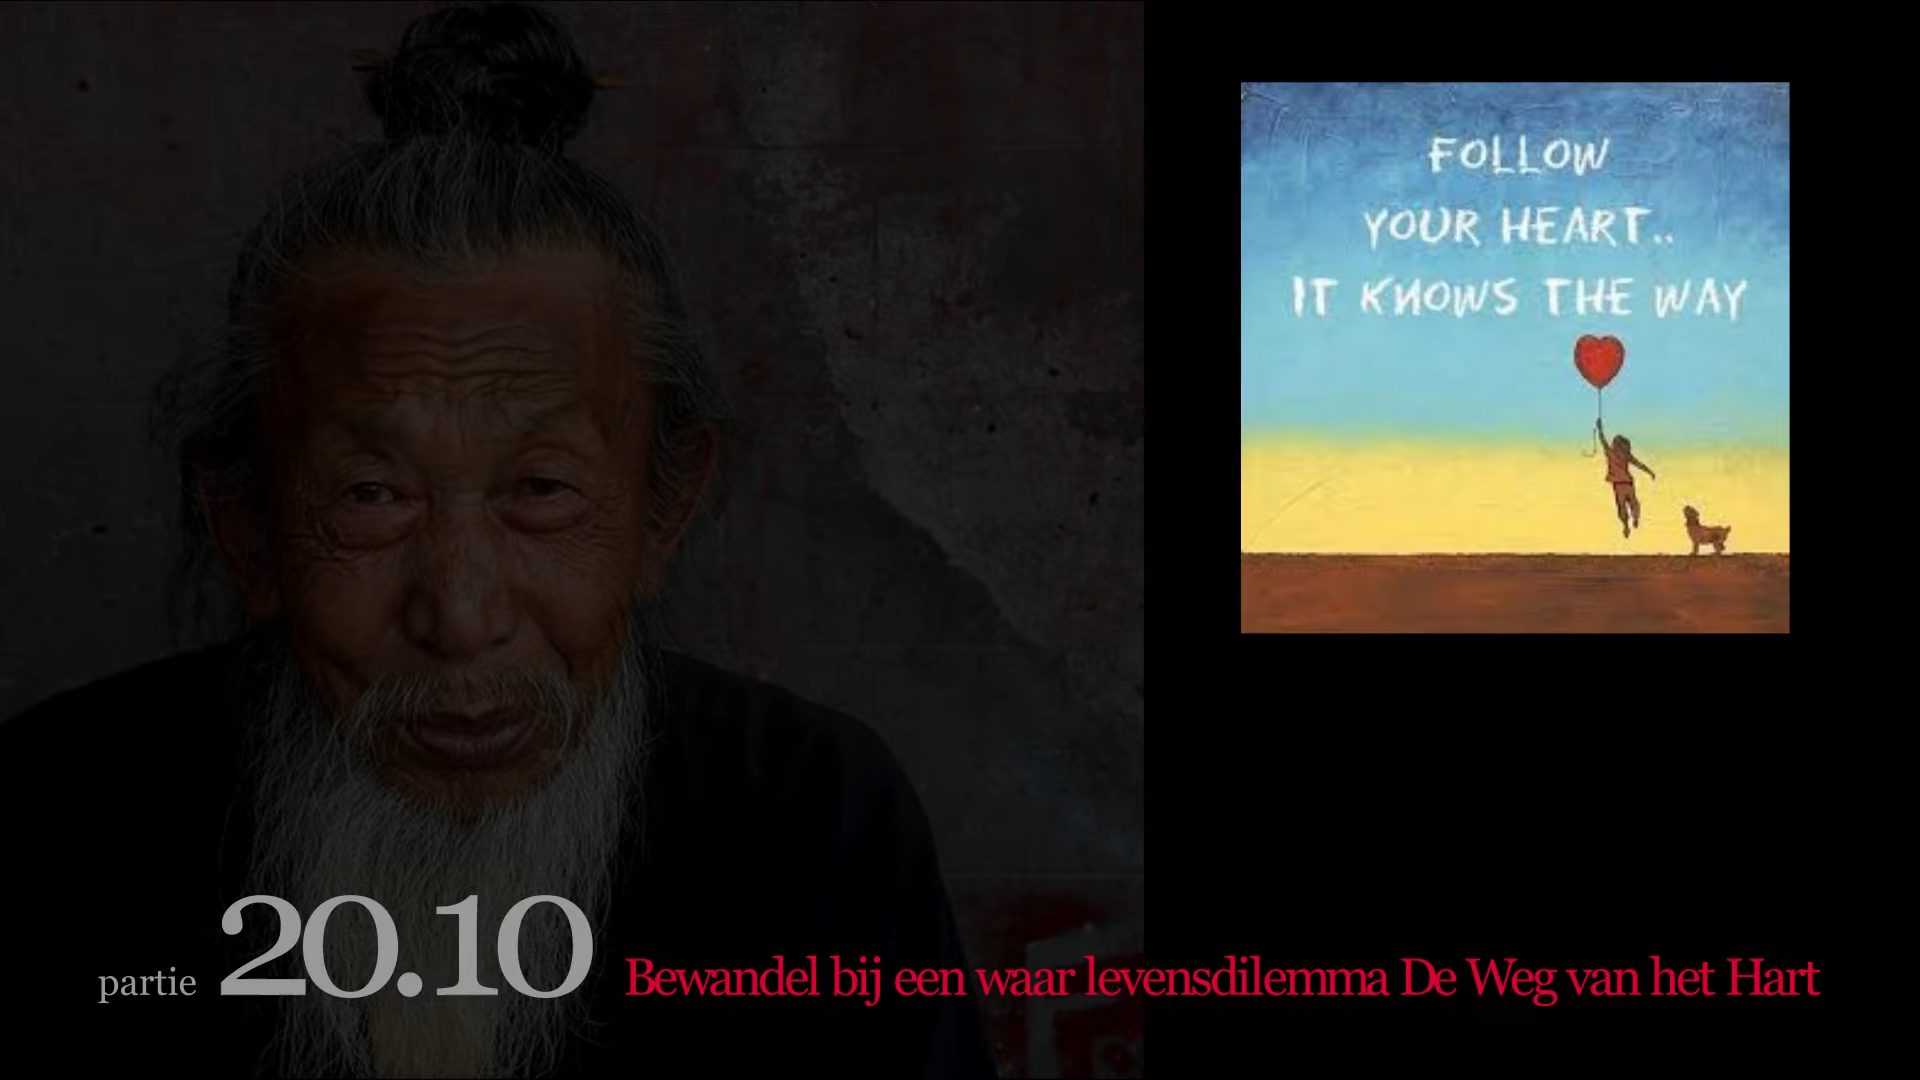 FOLLOW
YOUR HEART..
IT KNOWS THE WAY
partie 20.10 Bewandel bij een waar levensdilemma De Weg van het Hart